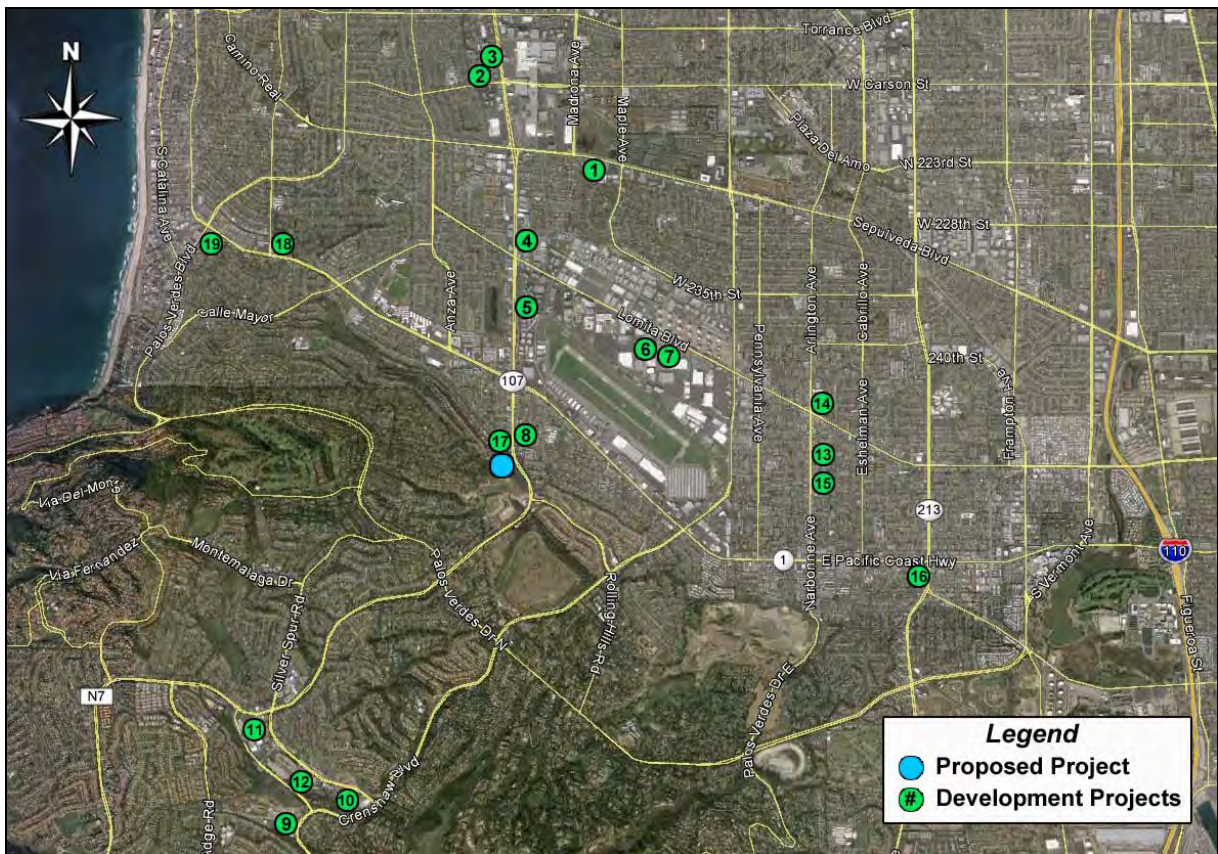 N
Torrance Blvd
3
2
Madrona Ave
Camino Real
W Carson St
Maple Ave
Plaza Del Amo
1
W 223rd St
S Catalina Ave
W 228th St
Sepulveda Blvd
19
18
4
Palos Verdes Blvd
W 235th St
Anza Ave
Calle Mayor
5
Lomita Blvd
Arlington Ave
Cabrillo Ave
Pennsylvania Ave
6
7
240th St
107
Frampton Ave
14
17
8
13
Eshelman Ave
15
Via Del Mon
213
Narbonne Ave
Via Fernandez
Montemalaga Dr
1
E Pacific Coast Hwy
110
16
S Vermont Ave
Palos Verdes Dr N
Rolling Hills Rd
Figueroa St
Silver Spur Rd
N7
Palos Verdes Dr E
11
12
10
Crenshaw Blvd
9
Legend
Proposed Project
# Development Projects